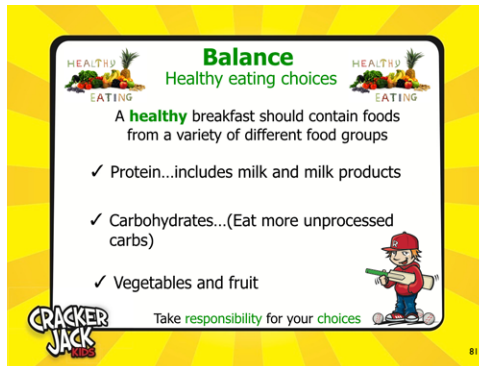 HEALTHY
EATING
Balance
Healthy eating choices
HEALTHY
EATING
A healthy breakfast should contain foods
from a variety of different food groups
✓ Protein...includes milk and milk products
✓ Carbohydrates...(Eat more unprocessed
carbs)
✓ Vegetables and fruit
R
CRACKER
JACK
KIDS
Take responsibility for your choices
81